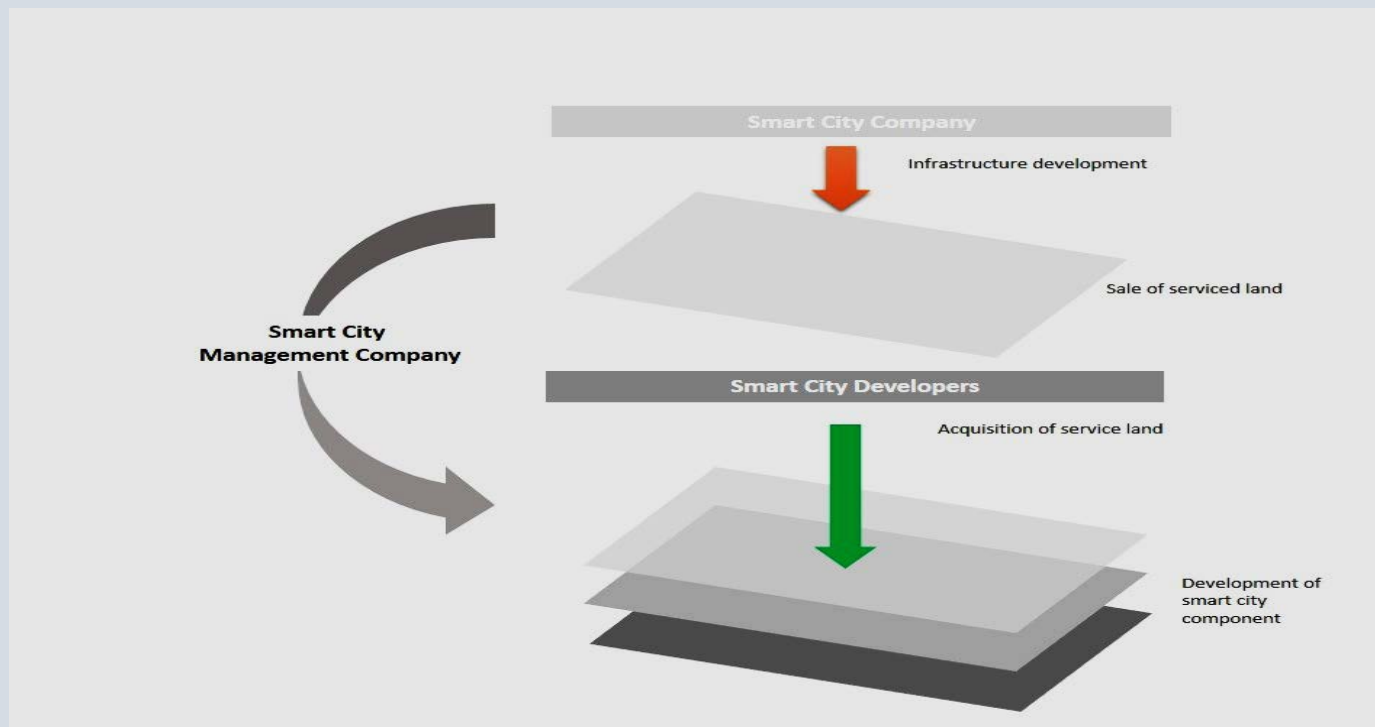 Smart City Company
Infrastructure development
Sale of serviced land
Smart City
Management Company
Smart City Developers
Acquisition of service land
Development of
smart city
component